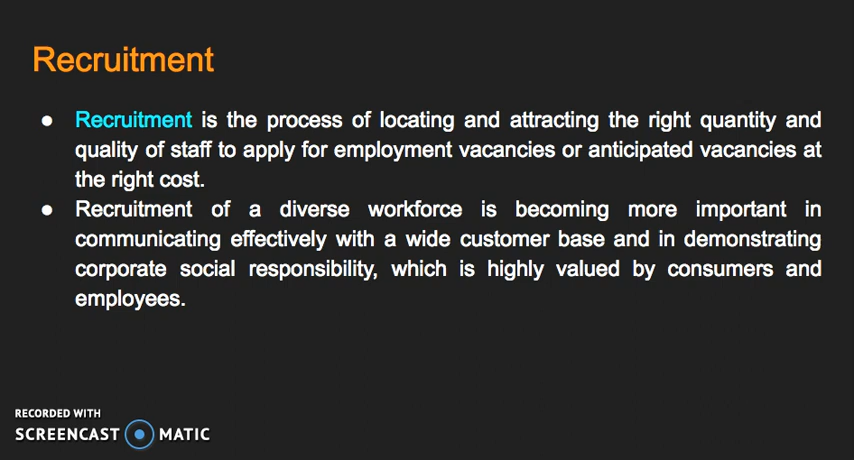 Recruitment
● Recruitment is the process of locating and attracting the right quantity and
quality of staff to apply for employment vacancies or anticipated vacancies at
the right cost.
● Recruitment of a diverse workforce is becoming more important in
communicating effectively with a wide customer base and in demonstrating
corporate social responsibility, which is highly valued by consumers and
employees.
RECORDED WITH
SCREENCAST MATIC